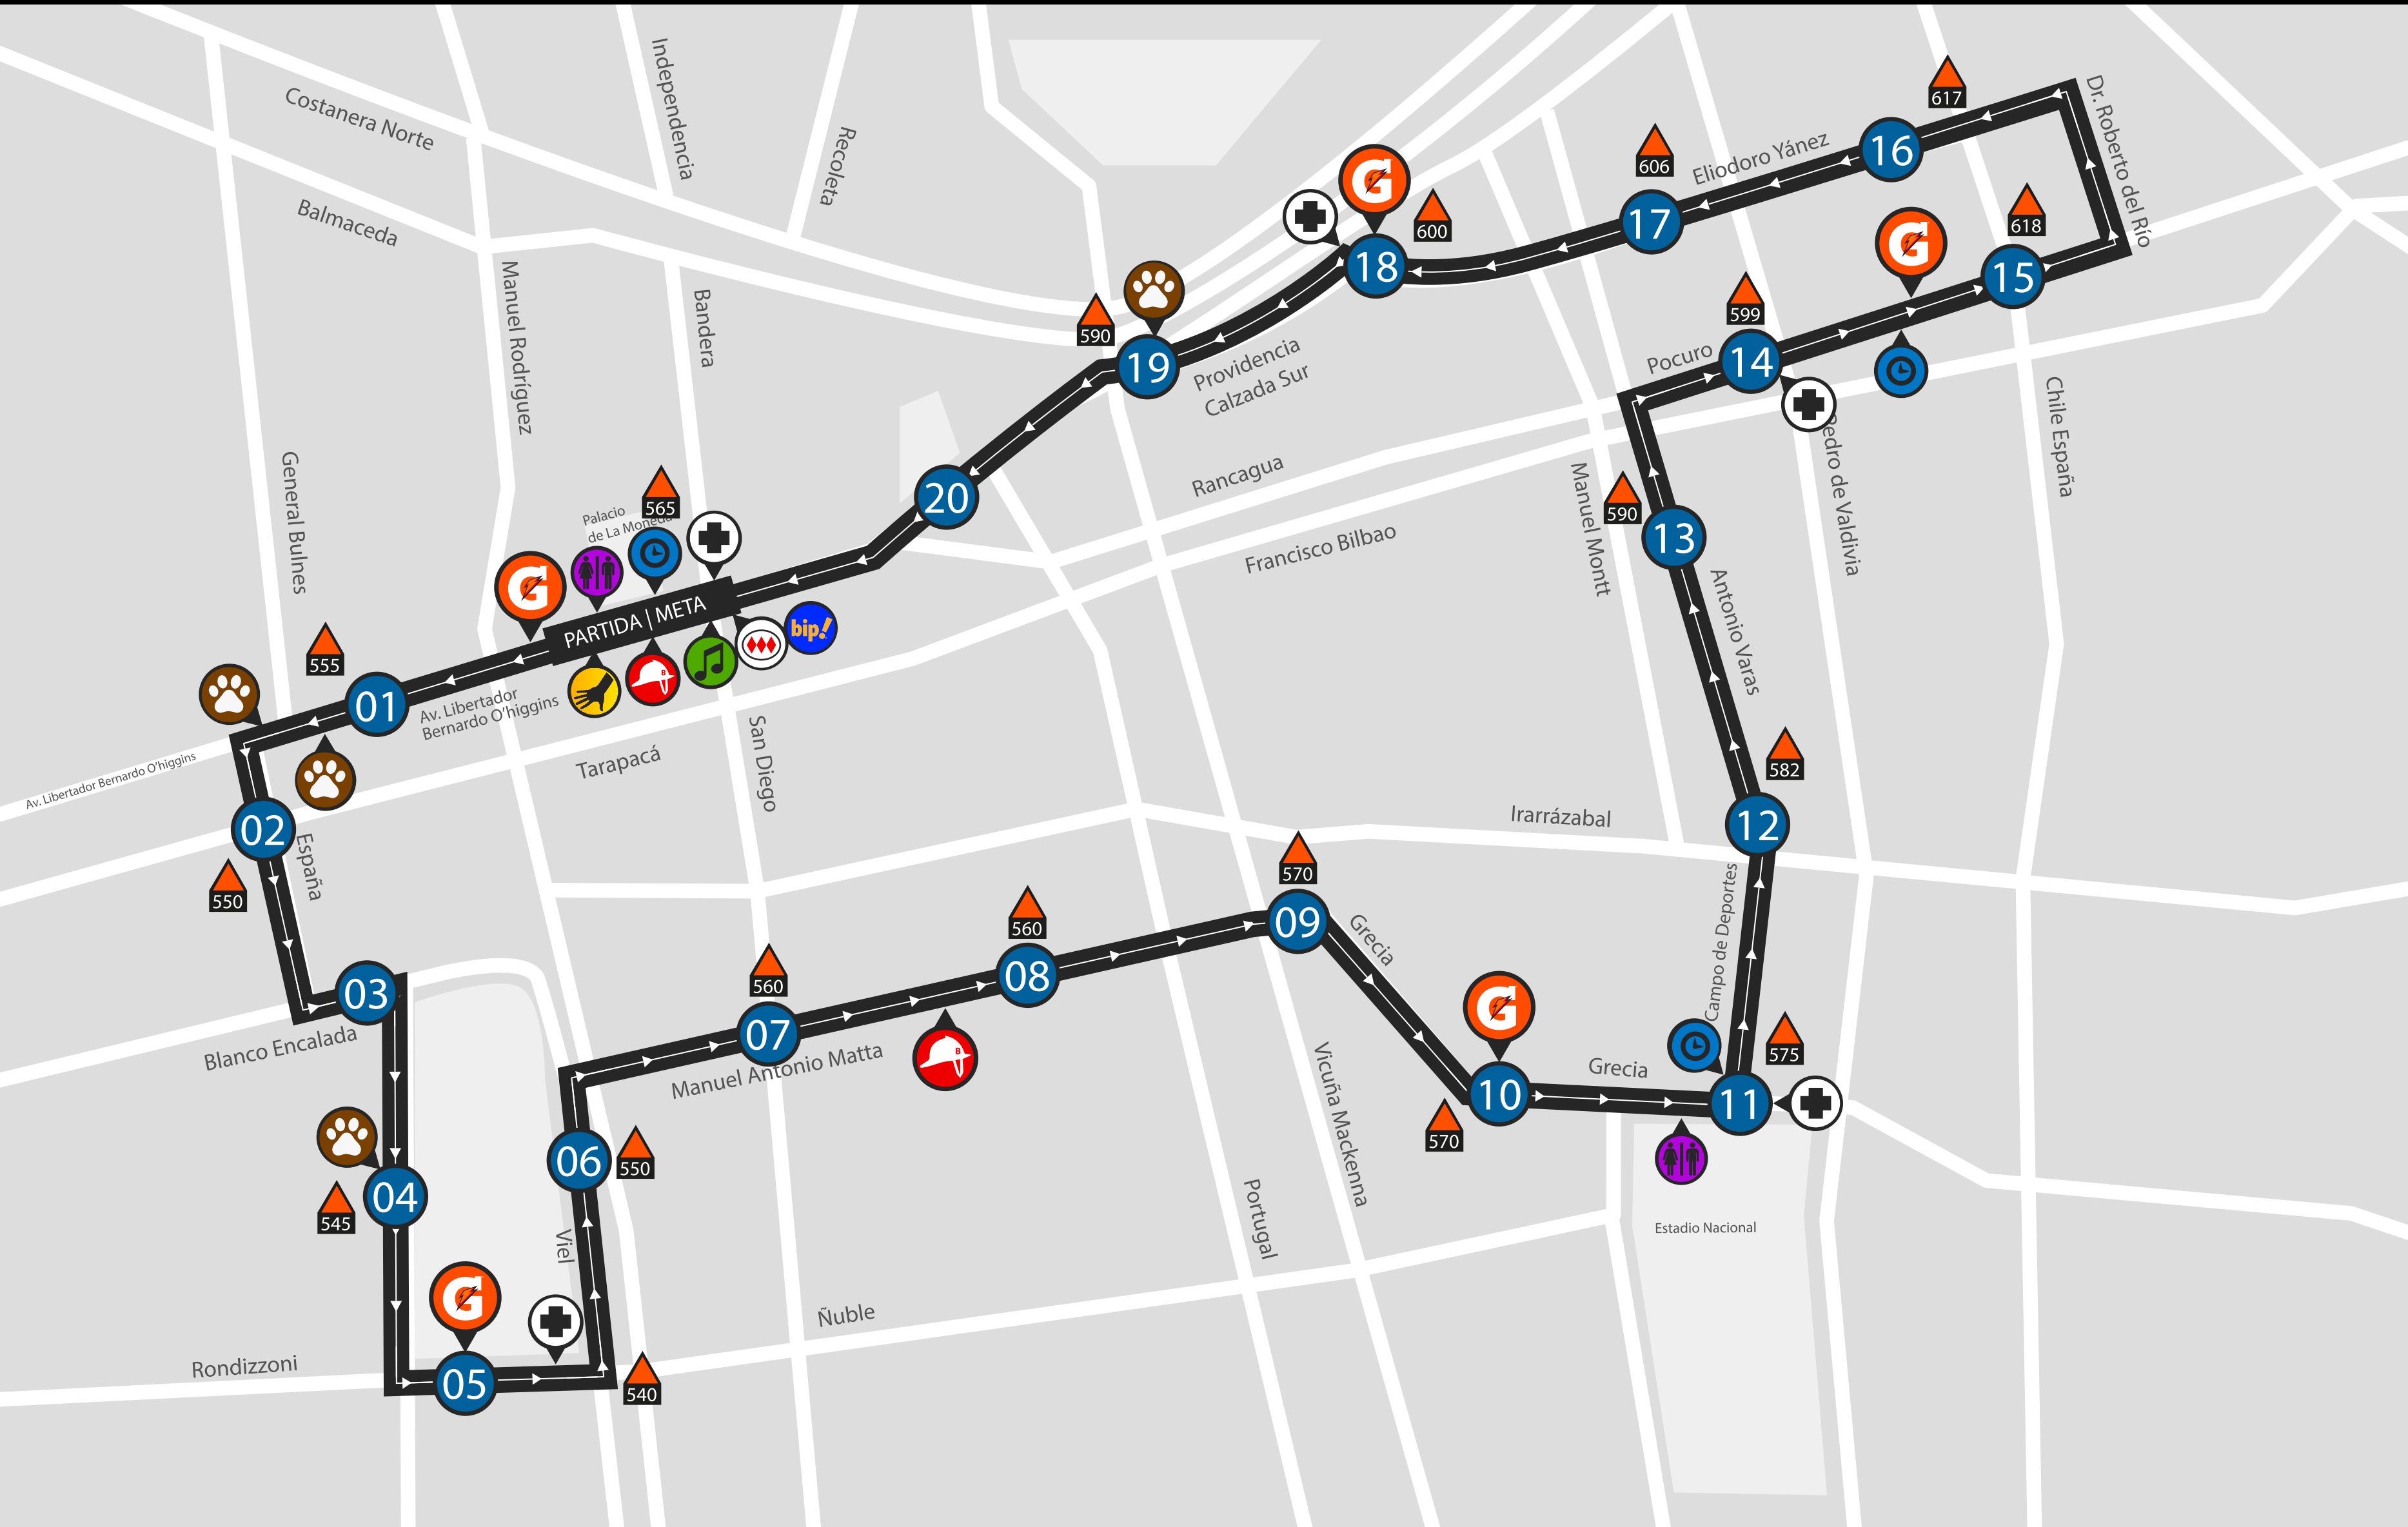 Costanera Norte
Balmaceda
Independencia
Recoleta
Manuel Rodríguez
Bandera
General Bulnes
617
Dr. Roberto del Río
16
Eliodoro Yánez
606
17
G
600
18
618
G
15
599
14
Pocuro
590
19
Providencia
Calzada Sur
20
Rancagua
Francisco Bilbao
Manuel Montt
590
13
Antonio Varas
Pedro de Valdivia
Chile España
565
Palacio
de La Moneda
G
PARTIDA | META
B
bip!
555
01
Av. Libertador
Bernardo O'higgins
Av. Libertador Bernardo O'higgins
Tarapacá
San Diego
02
España
550
582
12
Irarrázabal
Campo de Deportes
570
09
Grecia
560
08
560
07
Manuel Antonio Matta
B
03
Blanco Encalada
G
10
570
Grecia
11
575
Estadio Nacional
Vicuña Mackenna
Portugal
06
550
Viel
04
545
G
05
540
Rondizzoni
Ñuble